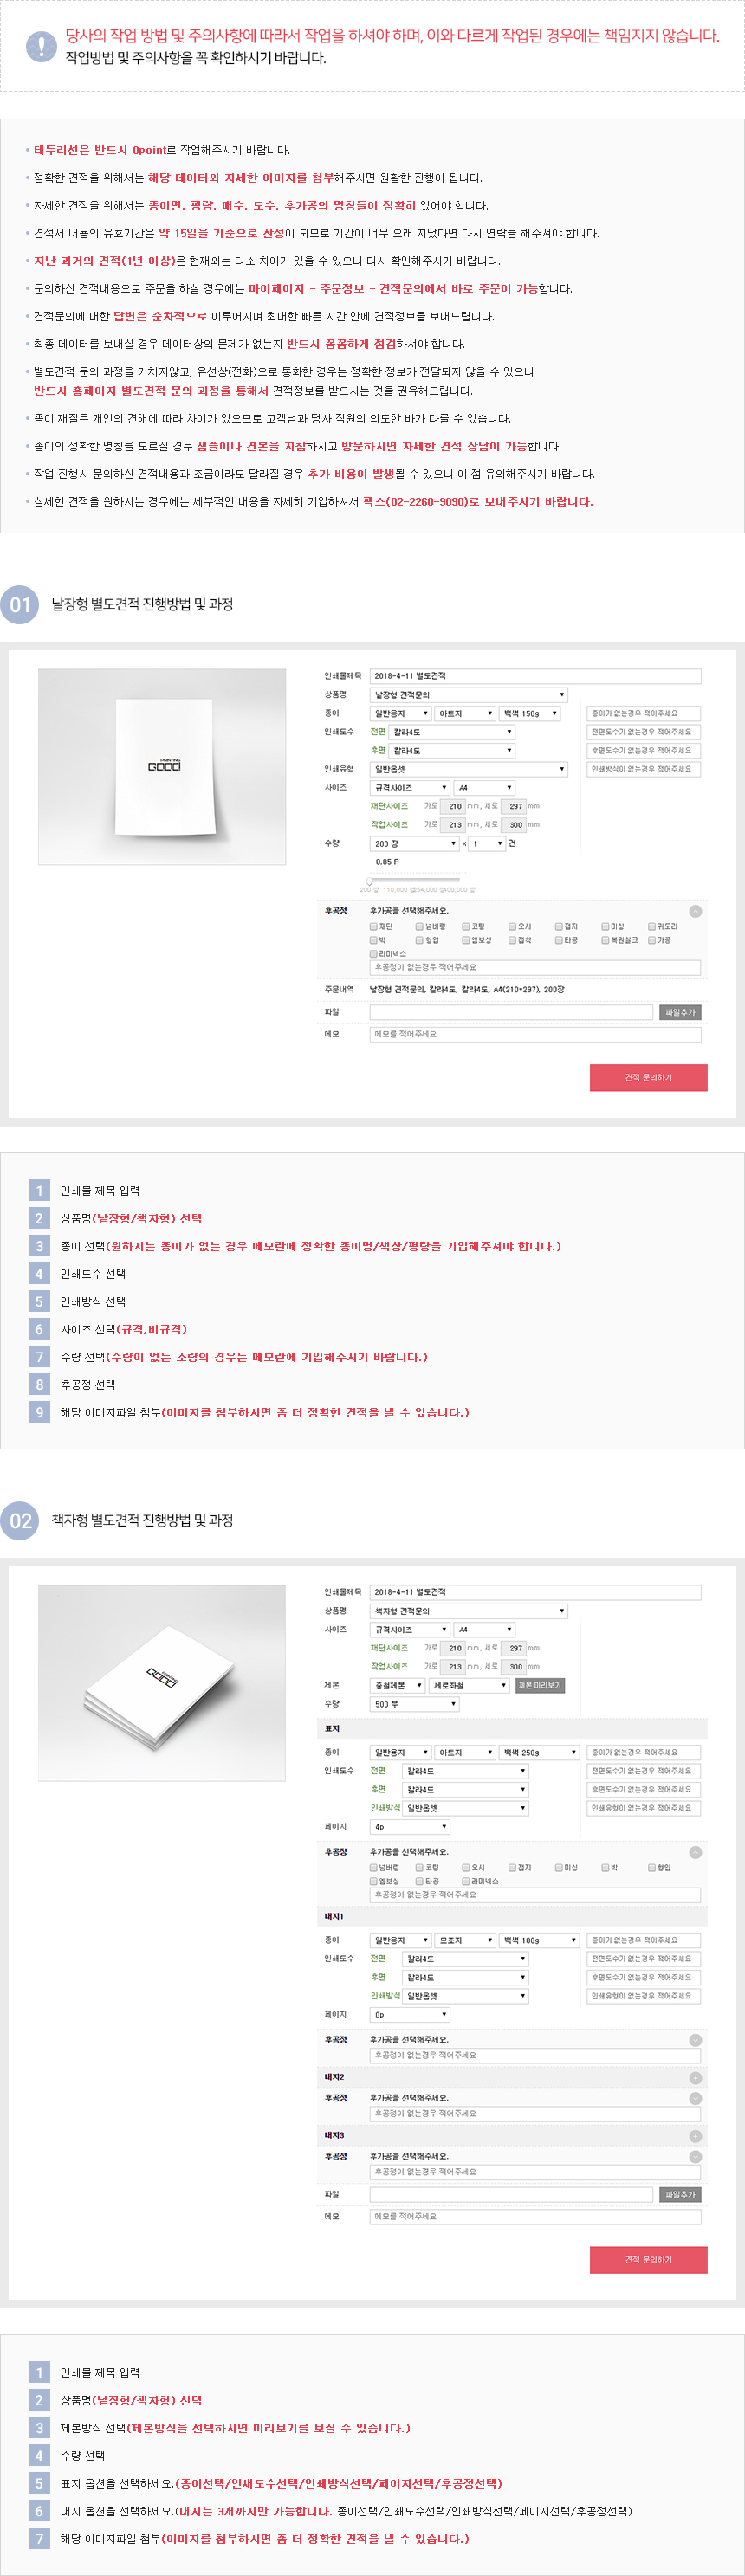 당사의 작업 방법 및 주의사항에 따라서 작업을 하셔야 하며, 이와 다르게 작업된 경우에는 책임지지 않습니다.
작업방법 및 주의사항을 꼭 확인하시기 바랍니다.
테두리선은 반드시 0point로 작업해주시기 바랍니다.
정확한 견적을 위해서는 해당 데이터와 자세한 이미지를 첨부해주시면 원활한 진행이 됩니다.
자세한 견적을 위해서는 종이면, 평량, 매수, 도수, 후가공의 명칭들이 정확히 있어야 합니다.
견적서 내용의 유효기간은 약 15일을 기준으로 산정이 되므로 기간이 너무 오래 지났다면 다시 연락을 해주셔야 합니다.
지난 과거의 견적(1년 이상)은 현재와는 다소 차이가 있을 수 있으니 다시 확인해주시기 바랍니다.
문의하신 견적내용으로 주문을 하실 경우에는 마이페이지 - 주문정보 - 견적문의에서 바로 주문이 가능합니다.
견적문의에 대한 답변은 순차적으로 이루어지며 최대한 빠른 시간 안에 견적정보를 보내드립니다.
최종 데이터를 보내실 경우 데이터상의 문제가 없는지 반드시 꼼꼼하게 점검하셔야 합니다.
별도견적 문의 과정을 거치지않고, 유선상(전화)으로 통화한 경우는 정확한 정보가 전달되지 않을 수 있으니
반드시 홈페이지 별도견적 문의 과정을 통해서 견적정보를 받으시는 것을 권유해드립니다.
종이 재질은 개인의 견해에 따라 차이가 있으므로 고객님과 당사 직원의 의도한 바가 다를 수 있습니다.
종이의 정확한 명칭을 모르실 경우 샘플이나 견본을 지참하시고 방문하시면 자세한 견적 상담이 가능합니다.
작업 진행시 문의하신 견적내용과 조금이라도 달라질 경우 추가 비용이 발생될 수 있으니 이 점 유의해주시기 바랍니다.
상세한 견적을 원하시는 경우에는 세부적인 내용을 자세히 기입하셔서 팩스(02-2260-9090)로 보내주시기 바랍니다.
01 낱장형 별도견적 진행방법 및 과정
PRINTING
GOOD
인쇄물제목 2018-4-11 별도견적
상품명 낱장형 견적문의
종이 일반용지 아트지 백색 150g 종이가 없는경우 적어주세요
인쇄도수 전면 칼라4도 전면도수가 없는경우 적어주세요
후면 칼라4도 후면도수가 없는경우 적어주세요
인쇄유형 일반옵셋 인쇄방식이 없는경우 적어주세요
사이즈 규격사이즈 A4
재단사이즈 가로 210 mm, 세로 297 mm
작업사이즈 가로 213 mm, 세로 300 mm
수량 200 장 x 1 건
0.05 R
후공정 후가공을 선택해주세요.
재단 넘버링 코팅 오시 접지 미싱 귀도리
박 형압 엠보싱 접착 타공 복권실크 가공
라미넥스
후공정이 없는경우 적어주세요
주문내역 낱장형 견적문의, 칼라4도, 칼라4도, A4(210*297), 200장
파일 파일추가
메모 메모를 적어주세요
견적 문의하기
1 인쇄물 제목 입력
2 상품명(낱장형/책자형) 선택
3 종이 선택(원하시는 종이가 없는 경우 메모란에 정확한 종이명/색상/평량을 기입해주셔야 합니다.)
4 인쇄도수 선택
5 인쇄방식 선택
6 사이즈 선택(규격,비규격)
7 수량 선택(수량이 없는 소량의 경우는 메모란에 기입해주시기 바랍니다.)
8 후공정 선택
9 해당 이미지파일 첨부(이미지를 첨부하시면 좀 더 정확한 견적을 낼 수 있습니다.)
02 책자형 별도견적 진행방법 및 과정
PRINTING
GOOD
인쇄물제목 2018-4-11 별도견적
상품명 책자형 견적문의
사이즈 규격사이즈 A4
재단사이즈 가로 210 mm, 세로 297 mm
작업사이즈 가로 213 mm, 세로 300 mm
제본 중철제본 세로좌철 제본 미리보기
수량 500 부
표지
종이 일반용지 아트지 백색 250g 종이가 없는경우 적어주세요
인쇄도수 전면 칼라4도 전면도수가 없는경우 적어주세요
후면 칼라4도 후면도수가 없는경우 적어주세요
인쇄방식 일반옵셋 인쇄유형이 없는경우 적어주세요
페이지 4p
후공정 후가공을 선택해주세요.
넘버링 코팅 오시 접지 미싱 박 형압
엠보싱 타공 라미넥스
후공정이 없는경우 적어주세요
내지1
종이 일반용지 모조지 백색 100g 종이가 없는경우 적어주세요
인쇄도수 전면 칼라4도 전면도수가 없는경우 적어주세요
후면 칼라4도 후면도수가 없는경우 적어주세요
인쇄방식 일반옵셋 인쇄유형이 없는경우 적어주세요
페이지 0p
후공정 후가공을 선택해주세요.
후공정이 없는경우 적어주세요
내지2
후공정 후가공을 선택해주세요.
후공정이 없는경우 적어주세요
내지3
후공정 후가공을 선택해주세요.
후공정이 없는경우 적어주세요
파일 파일추가
메모 메모를 적어주세요
견적 문의하기
1 인쇄물 제목 입력
2 상품명(낱장형/책자형) 선택
3 제본방식 선택(제본방식을 선택하시면 미리보기를 보실 수 있습니다.)
4 수량 선택
5 표지 옵션을 선택하세요.(종이선택/인쇄도수선택/인쇄방식선택/페이지선택/후공정선택)
6 내지 옵션을 선택하세요.(내지는 3개까지만 가능합니다. 종이선택/인쇄도수선택/인쇄방식선택/페이지선택/후공정선택)
7 해당 이미지파일 첨부(이미지를 첨부하시면 좀 더 정확한 견적을 낼 수 있습니다.)